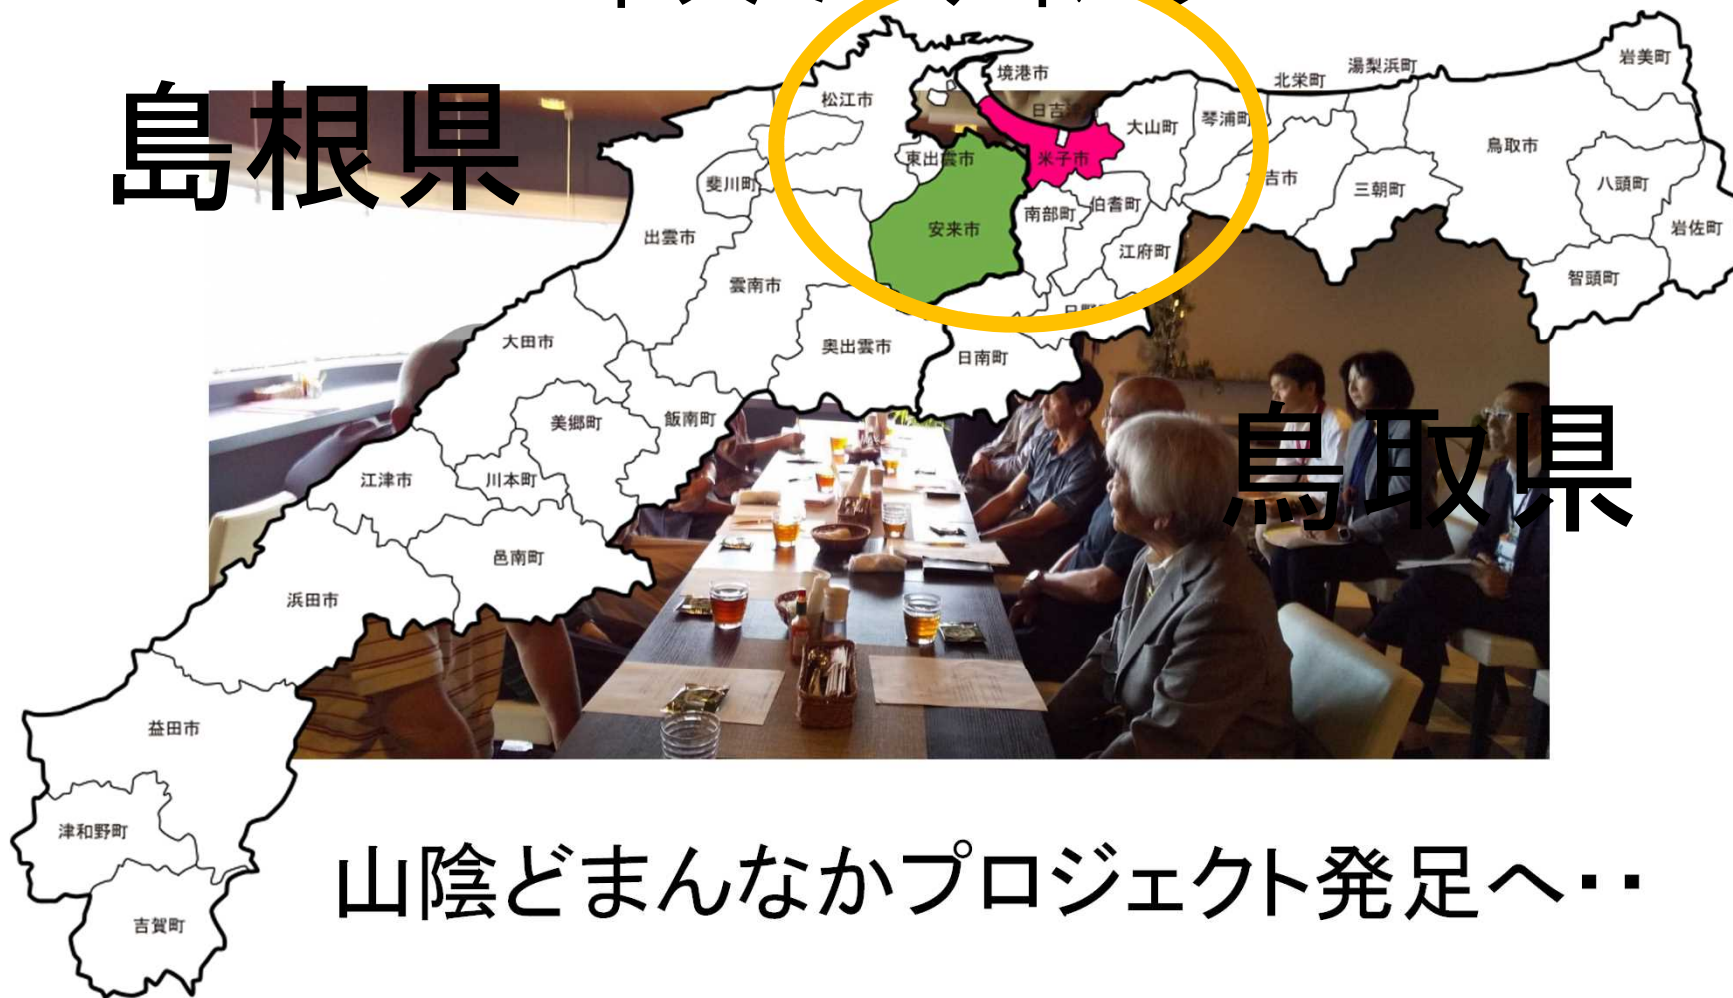 島根県
鳥取県
境港市
松江市
日吉津
大山町
琴浦町
北栄町
湯梨浜町
岩美町
東出雲市
米子市
鳥取市
斐川町
南部町
伯耆町
吉市
三朝町
八頭町
岩佐町
出雲市
安来市
江府町
雲南市
智頭町
大田市
奥出雲市
日南町
美郷町
飯南町
江津市
川本町
邑南町
浜田市
益田市
津和野町
吉賀町
山陰どまんなかプロジェクト発足へ・・